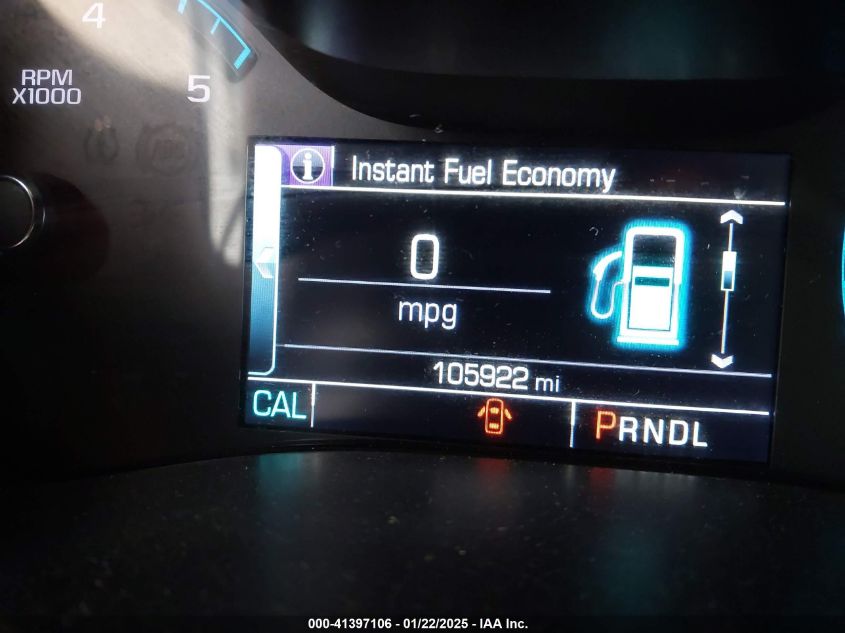 4
5
RPM
X1000
i Instant Fuel Economy
0
mpg
105922 mi
CAL PRNDL
000-41397106 - 01/22/2025 - IAA Inc.